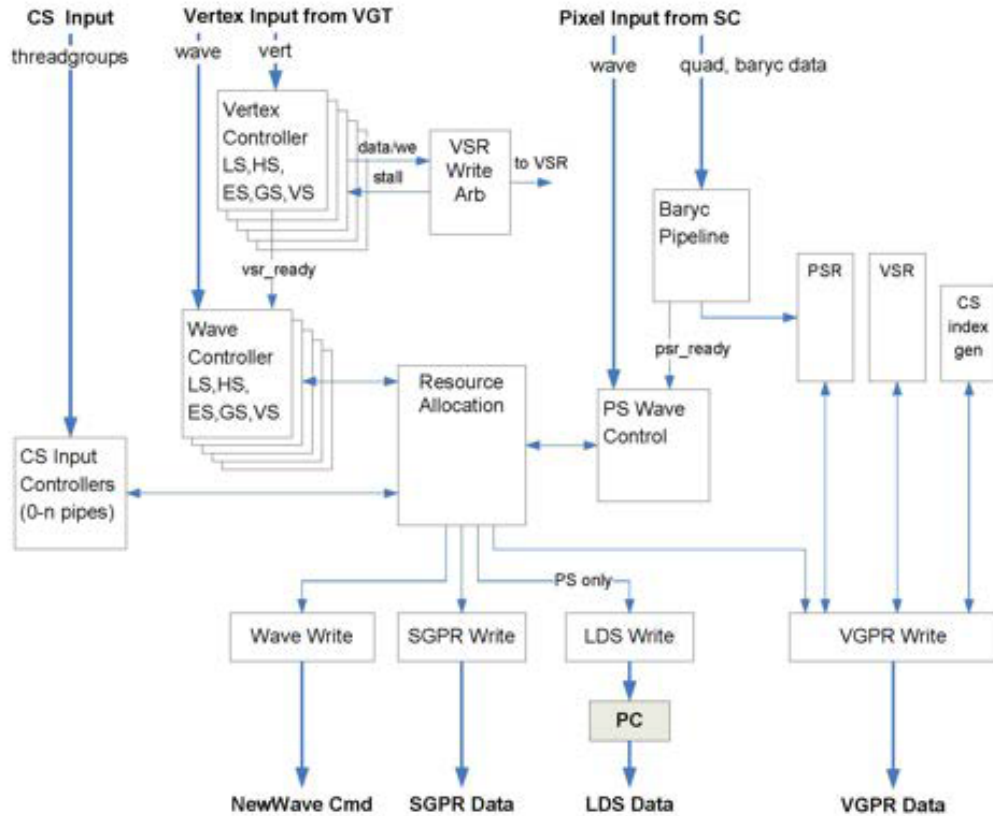 CS Input
Vertex Input from VGT
Pixel Input from SC
threadgroups
wave
vert
wave
quad, baryc data
Vertex
Controller
LS,HS,
ES,GS,VS
data/we
stall
VSR
Write
Arb
to VSR
Baryc
Pipeline
PSR
VSR
CS
index
gen
vsr_ready
psr_ready
Wave
Controller
LS,HS,
ES,GS,VS
Resource
Allocation
PS Wave
Control
CS Input
Controllers
(0-n pipes)
PS only
Wave Write
SGPR Write
LDS Write
VGPR Write
PC
NewWave Cmd
SGPR Data
LDS Data
VGPR Data